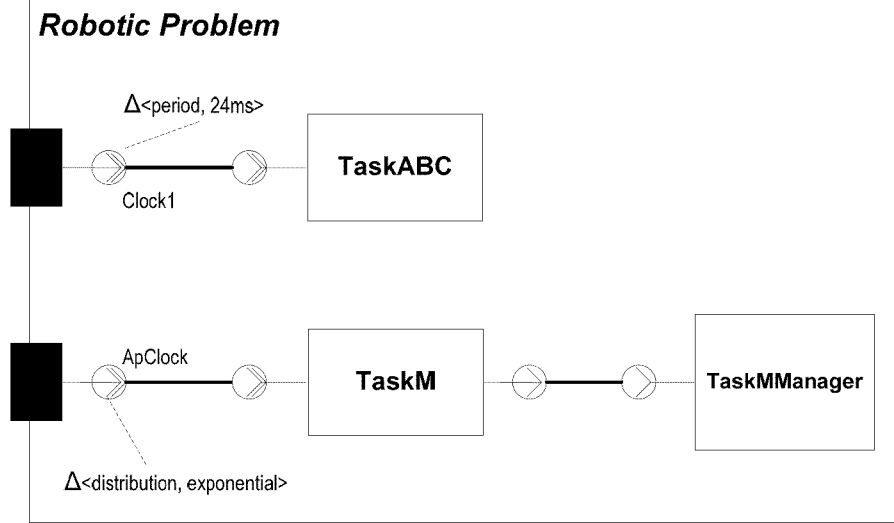 Robotic Problem
Δ<period, 24ms>
TaskABC
Clock1
ApClock
TaskM
TaskMManager
Δ<distribution, exponential>